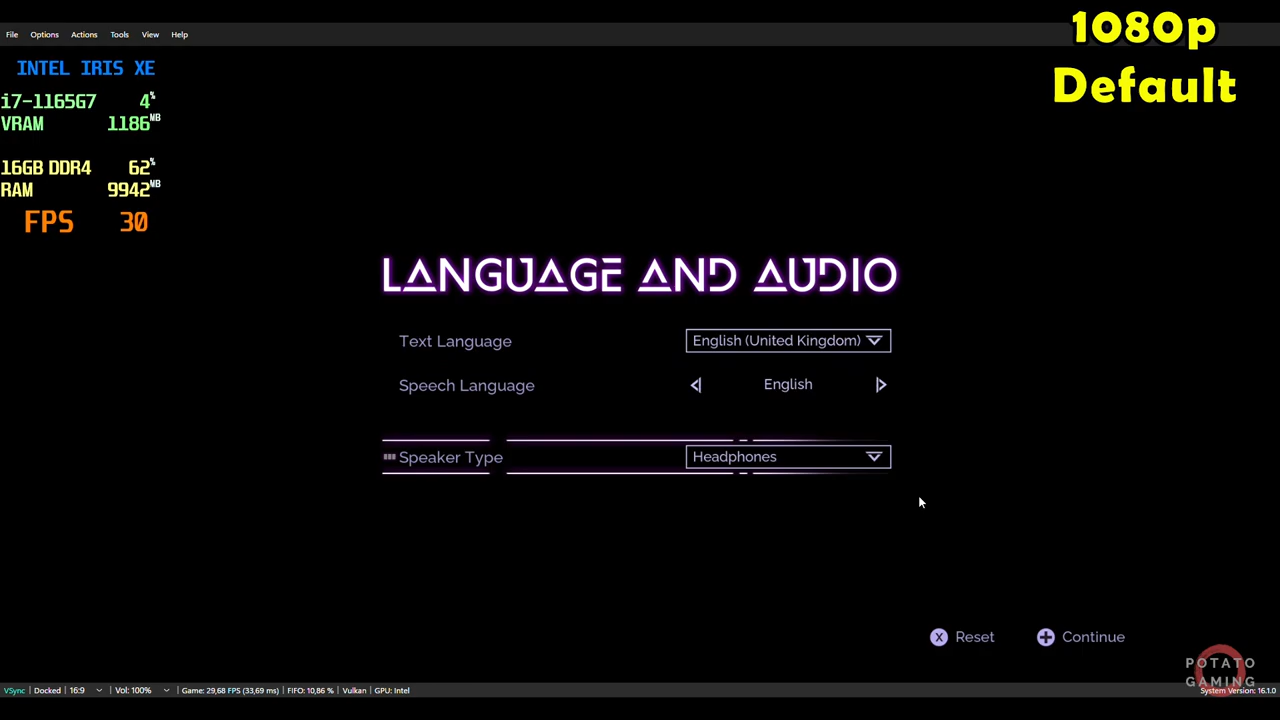 1080p
Default
File Options Actions Tools View Help
INTEL IRIS XE
i7-1165G7 4%
VRAM 1186MB
16GB DDR4 62%
RAM 9942MB
FPS 30
LANGUAGE AND AUDIO
Text Language English (United Kingdom)
Speech Language English
Speaker Type Headphones
X Reset Continue
POTATO
GAMING
VSync | Docked | 16:9 | Vol: 100% | Game: 29,68 FPS (33,69 ms) | FIFO: 10,86 % | Vulkan | GPU: Intel System Version: 16.1.0